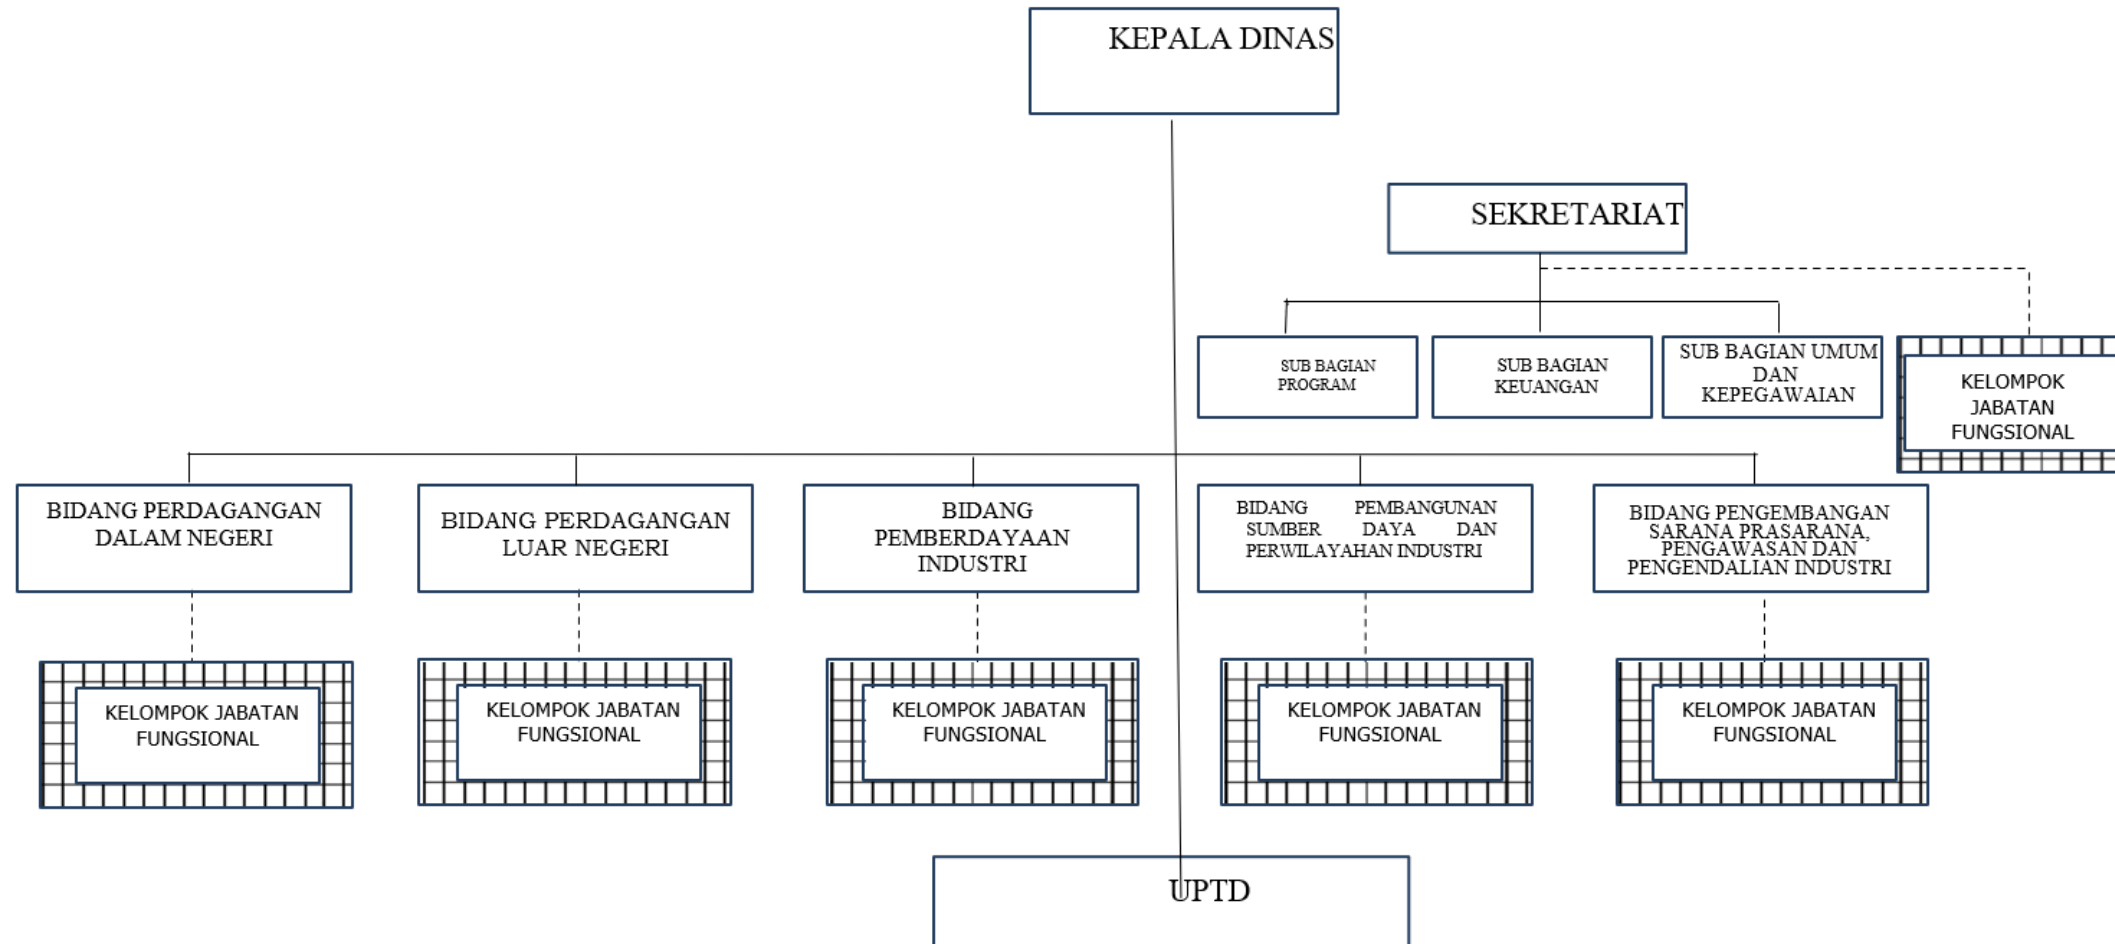 KEPALA DINAS
SEKRETARIAT
SUB BAGIAN
PROGRAM
SUB BAGIAN
KEUANGAN
SUB BAGIAN UMUM
DAN
KEPEGAWAIAN
KELOMPOK
JABATAN
FUNGSIONAL
BIDANG PERDAGANGAN
DALAM NEGERI
BIDANG PERDAGANGAN
LUAR NEGERI
BIDANG
PEMBERDAYAAN
INDUSTRI
BIDANG PEMBANGUNAN
SUMBER DAYA DAN
PERWILAYAHAN INDUSTRI
BIDANG PENGEMBANGAN
SARANA PRASARANA,
PENGAWASAN DAN
PENGENDALIAN INDUSTRI
KELOMPOK JABATAN
FUNGSIONAL
KELOMPOK JABATAN
FUNGSIONAL
KELOMPOK JABATAN
FUNGSIONAL
KELOMPOK JABATAN
FUNGSIONAL
KELOMPOK JABATAN
FUNGSIONAL
UPTD